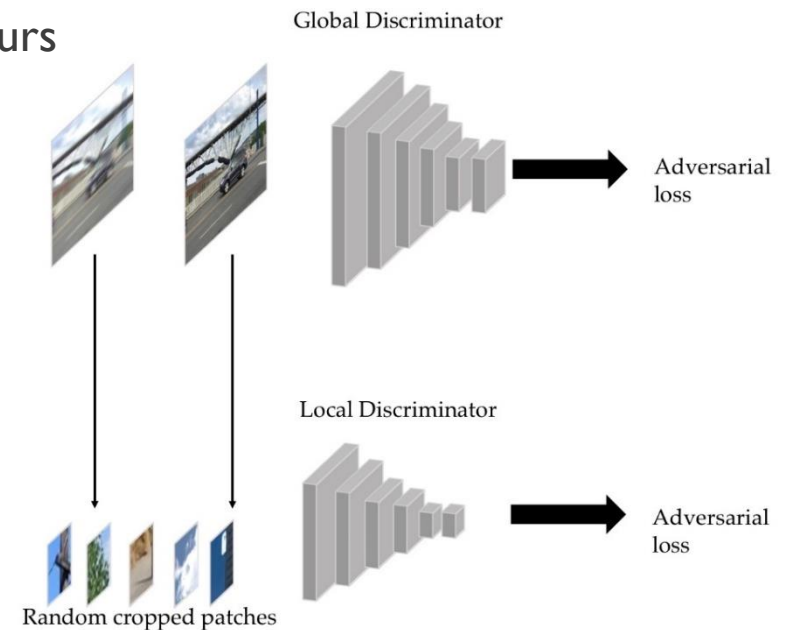 urs
Global Discriminator
Adversarial
loss
Local Discriminator
Adversarial
loss
Random cropped patches